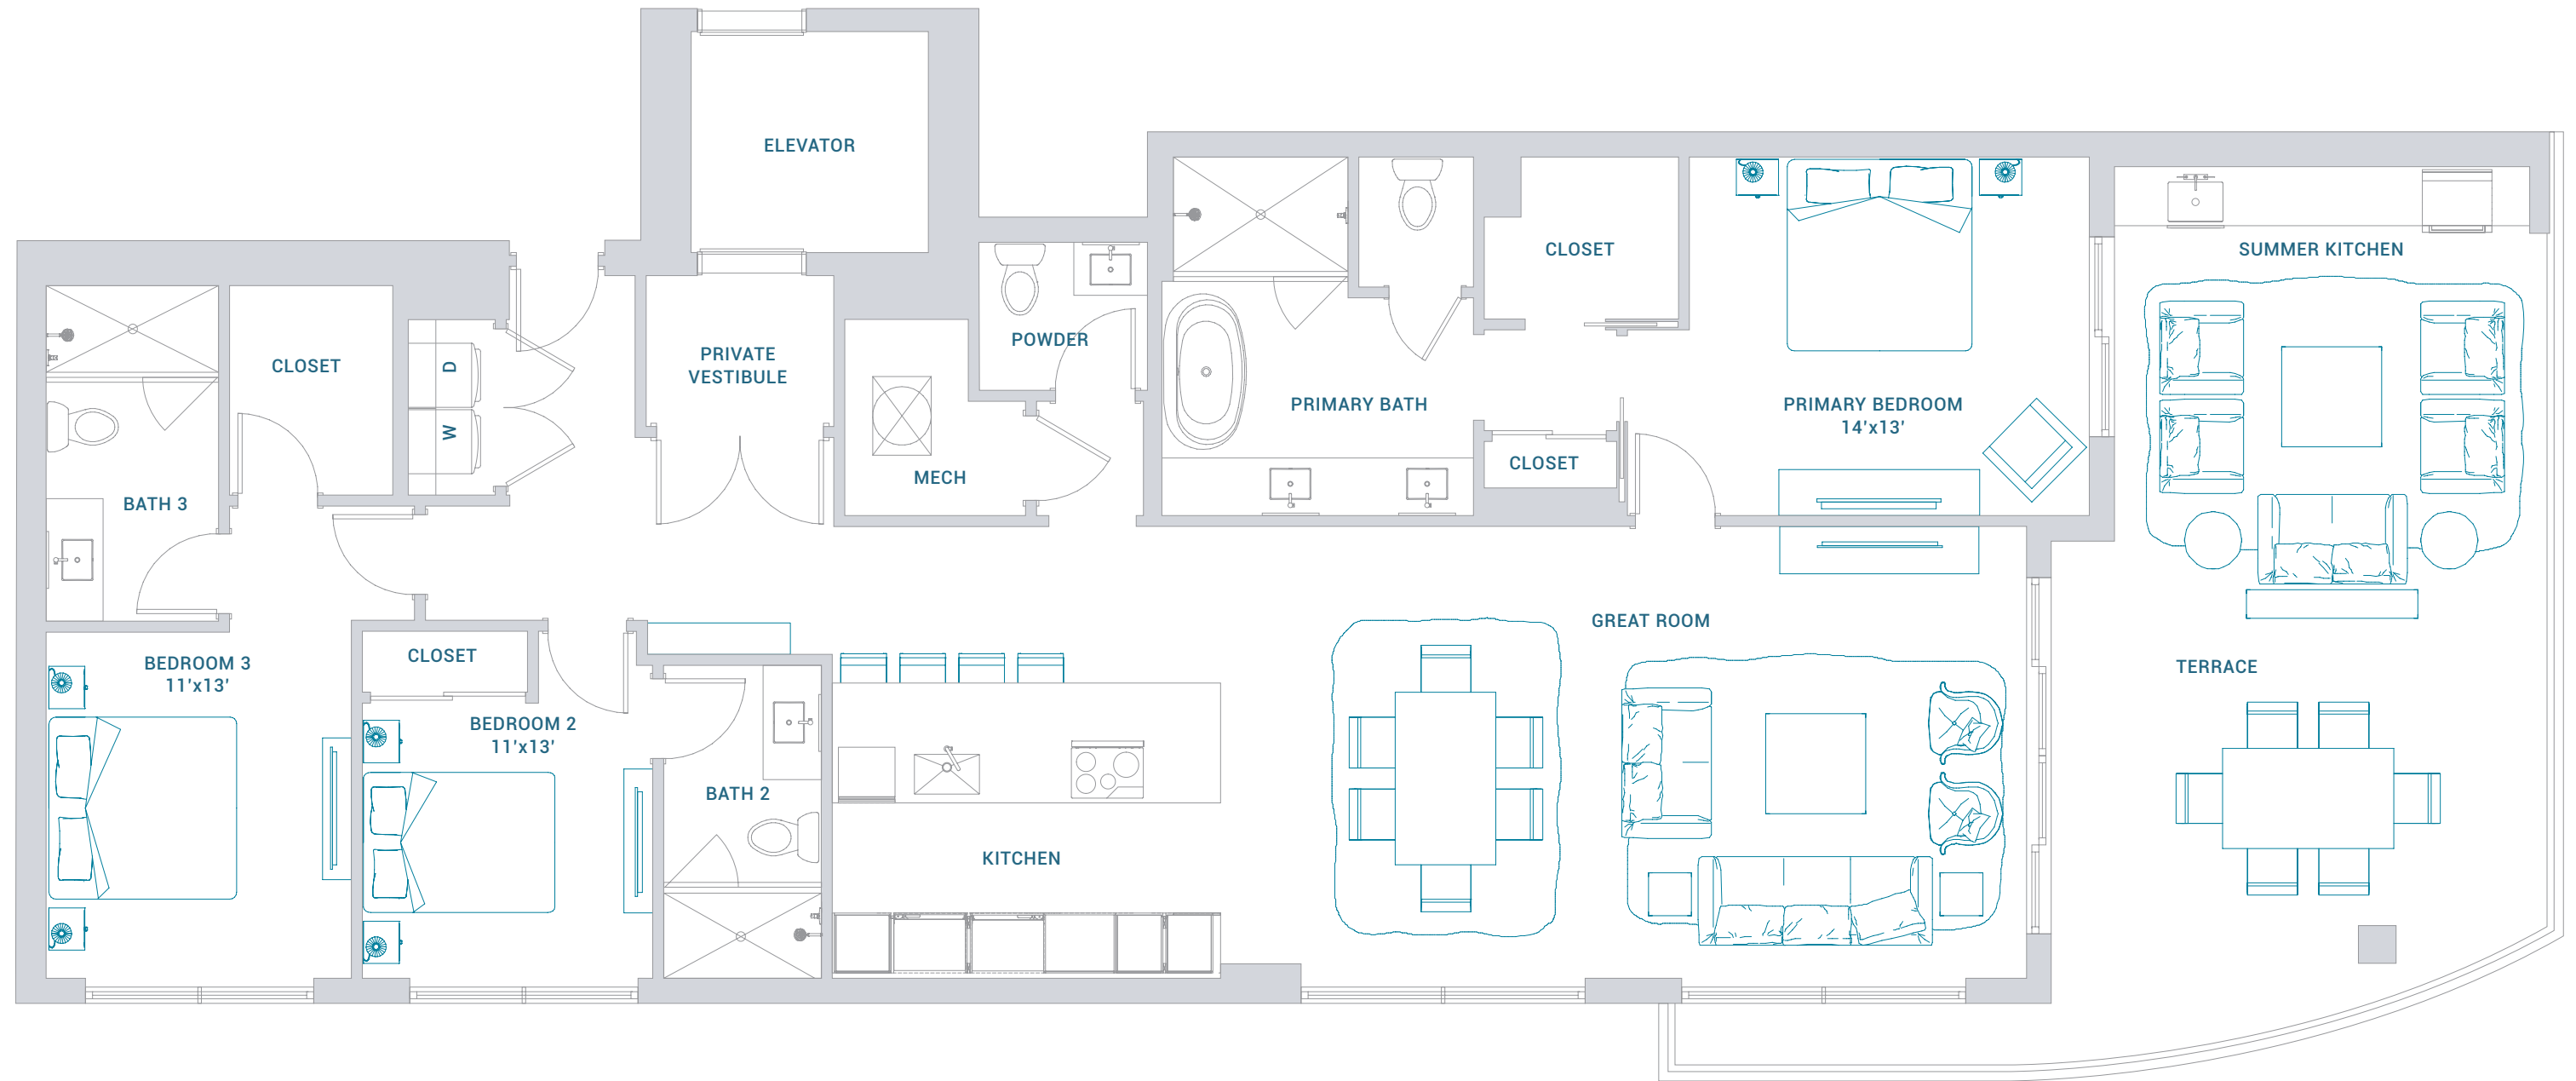 ELEVATOR
CLOSET
SUMMER KITCHEN
POWDER
PRIVATE
VESTIBULE
CLOSET
D
W
PRIMARY BATH
PRIMARY BEDROOM
14'x13'
CLOSET
MECH
BATH 3
GREAT ROOM
CLOSET
BEDROOM 3
11'x13'
TERRACE
BEDROOM 2
11'x13'
BATH 2
KITCHEN